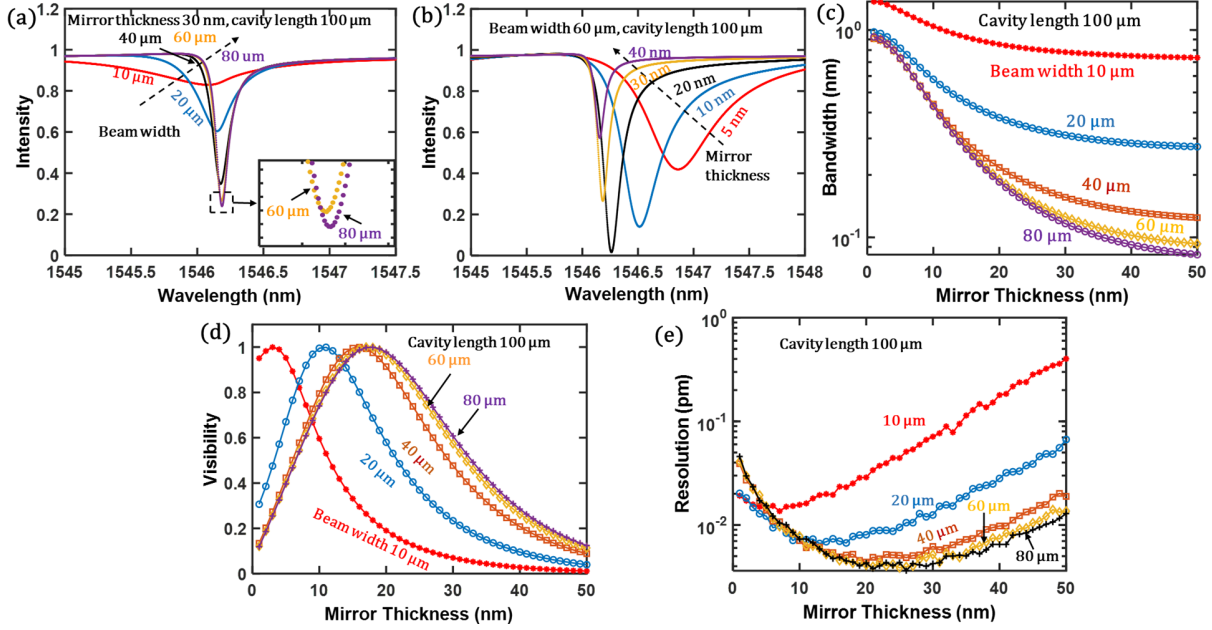 (a)
Mirror thickness 30 nm, cavity length 100 μm
40 μm
60 μm
80 um
10 μm
20 μm
Beam width
60 μm
80 μm
Intensity
1
0.8
0.6
0.4
0.2
0
1545
1545.5
1546
1546.5
1547
1547.5
Wavelength (nm)
(b)
Beam width 60 μm, cavity length 100 μm
40 nm
30 nm
20 nm
10 nm
5 nm
Mirror
thickness
Intensity
1
0.8
0.6
0.4
0.2
0
1545
1545.5
1546
1546.5
1547
1547.5
1548
Wavelength (nm)
(c)
Cavity length 100 μm
Beam width 10 μm
20 μm
40 μm
60 μm
80 μm
Bandwidth (nm)
10⁰
10⁻¹
0
10
20
30
40
50
Mirror Thickness (nm)
(d)
Cavity length 100 μm
60 μm
80 μm
40 μm
20 μm
Beam width 10 μm
Visibility
1
0.8
0.6
0.4
0.2
0
0
10
20
30
40
50
Mirror Thickness (nm)
(e)
Cavity length 100 μm
10 μm
20 μm
40 μm
60 μm
80 μm
Resolution (pm)
10⁰
10⁻¹
10⁻²
0
10
20
30
40
50
Mirror Thickness (nm)